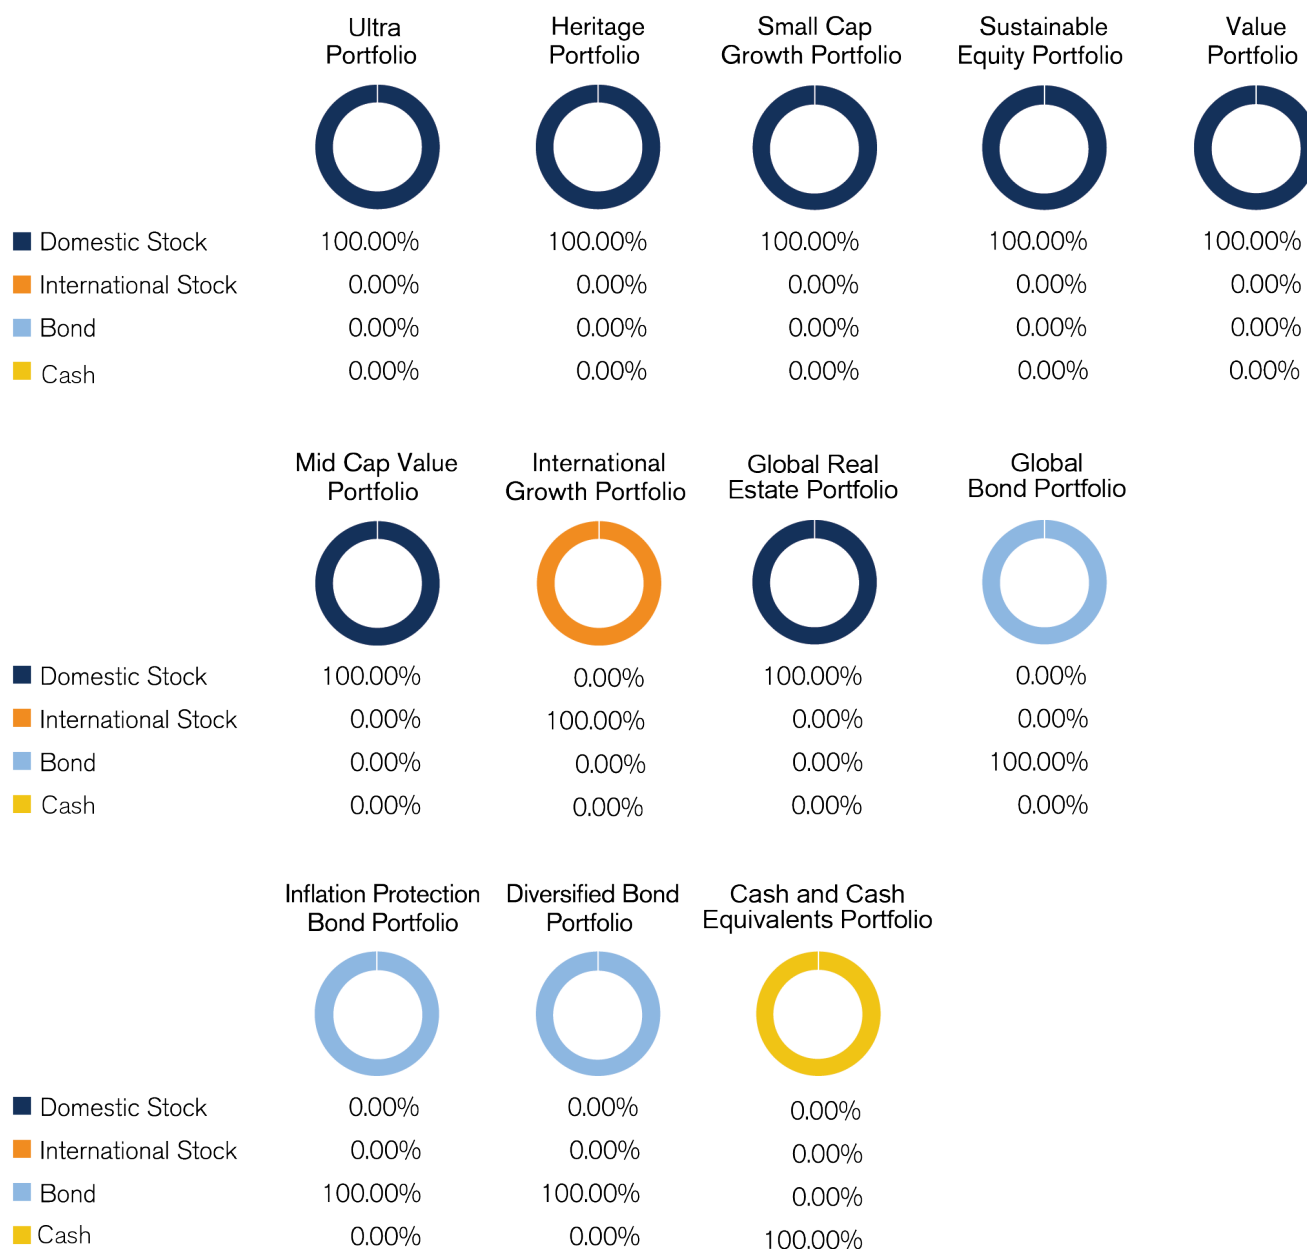 Ultra Portfolio
Heritage Portfolio
Small Cap Growth Portfolio
Sustainable Equity Portfolio
Value Portfolio
Domestic Stock 100.00% 100.00% 100.00% 100.00% 100.00%
International Stock 0.00% 0.00% 0.00% 0.00% 0.00%
Bond 0.00% 0.00% 0.00% 0.00% 0.00%
Cash 0.00% 0.00% 0.00% 0.00% 0.00%
Mid Cap Value Portfolio
International Growth Portfolio
Global Real Estate Portfolio
Global Bond Portfolio
Domestic Stock 100.00% 0.00% 100.00% 0.00%
International Stock 0.00% 100.00% 0.00% 0.00%
Bond 0.00% 0.00% 0.00% 100.00%
Cash 0.00% 0.00% 0.00% 0.00%
Inflation Protection Bond Portfolio
Diversified Bond Portfolio
Cash and Cash Equivalents Portfolio
Domestic Stock 0.00% 0.00% 0.00%
International Stock 0.00% 0.00% 0.00%
Bond 100.00% 100.00% 0.00%
Cash 0.00% 0.00% 100.00%